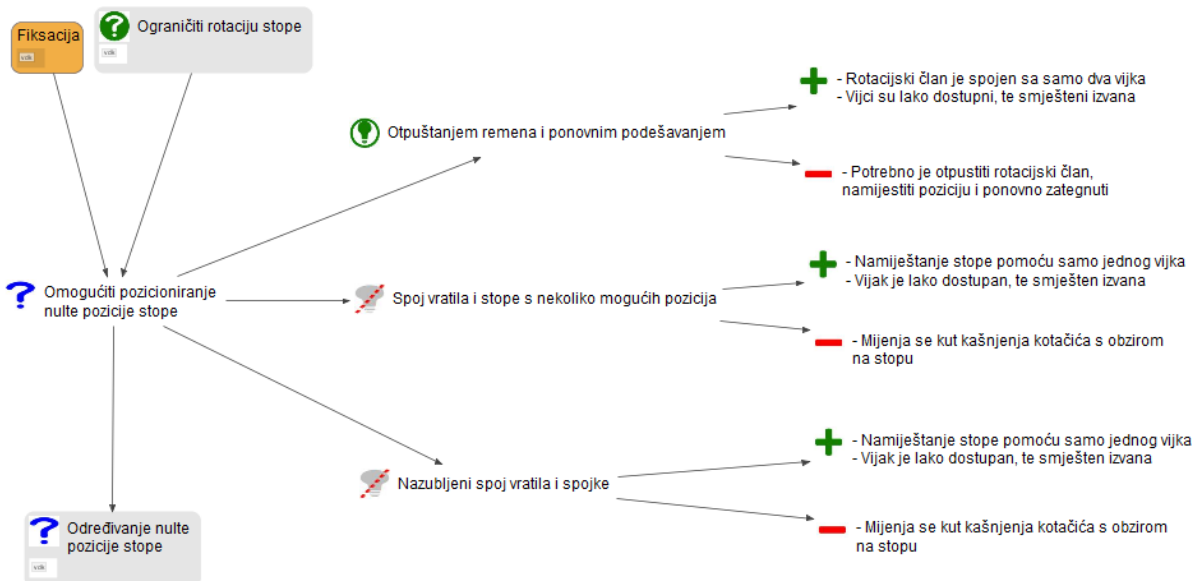 Fiksacija
Ograničiti rotaciju stope
- Rotacijski član je spojen sa samo dva vijka
- Vijci su lako dostupni, te smješteni izvana
Otpuštanjem remena i ponovnim podešavanjem
- Potrebno je otpustiti rotacijski član,
namijestiti poziciju i ponovno zategnuti
- Namiještanje stope pomoću samo jednog vijka
- Vijak je lako dostupan, te smješten izvana
Omogućiti pozicioniranje
nulte pozicije stope
Spoj vratila i stope s nekoliko mogućih pozicija
- Mijenja se kut kašnjenja kotačića s obzirom
na stopu
- Namiještanje stope pomoću samo jednog vijka
- Vijak je lako dostupan, te smješten izvana
Nazubljeni spoj vratila i spojke
- Mijenja se kut kašnjenja kotačića s obzirom
na stopu
Određivanje nulte
pozicije stope